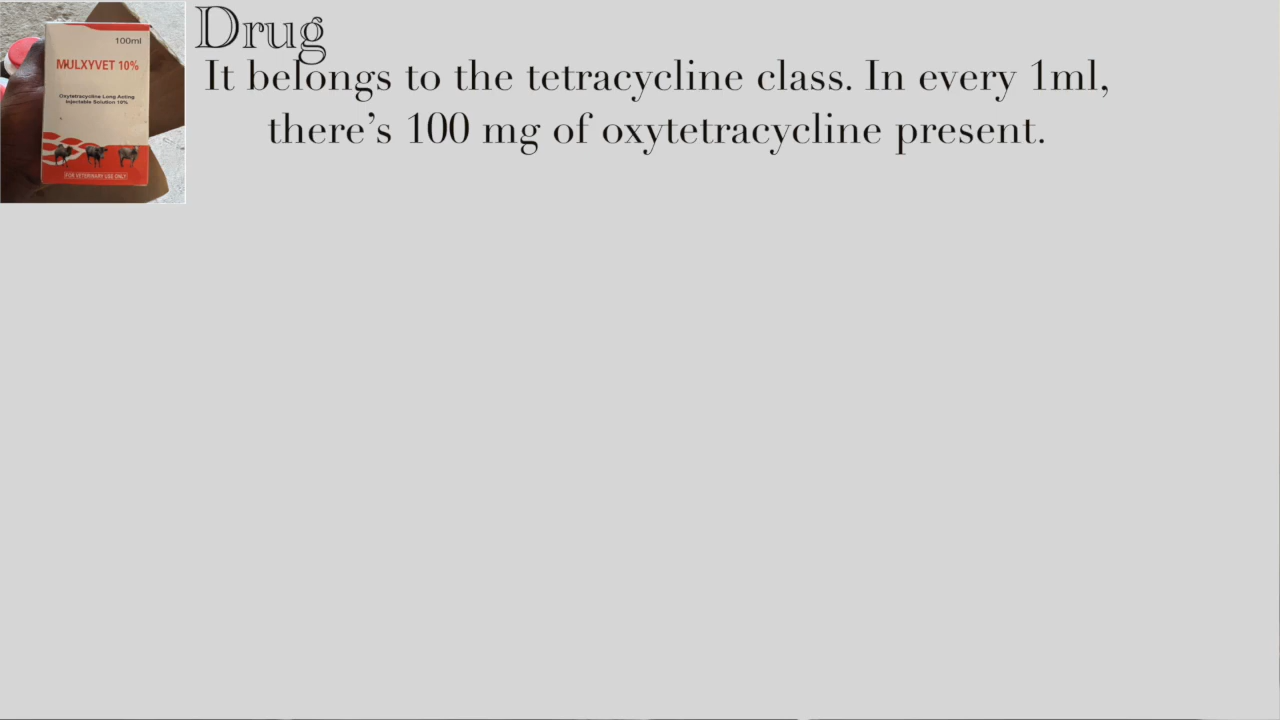 Drug
It belongs to the tetracycline class. In every 1ml,
there’s 100 mg of oxytetracycline present.
100ml
MULXYVET 10%
Oxytetracycline Long Acting
Injectable Solution 10%
FOR VETERINARY USE ONLY